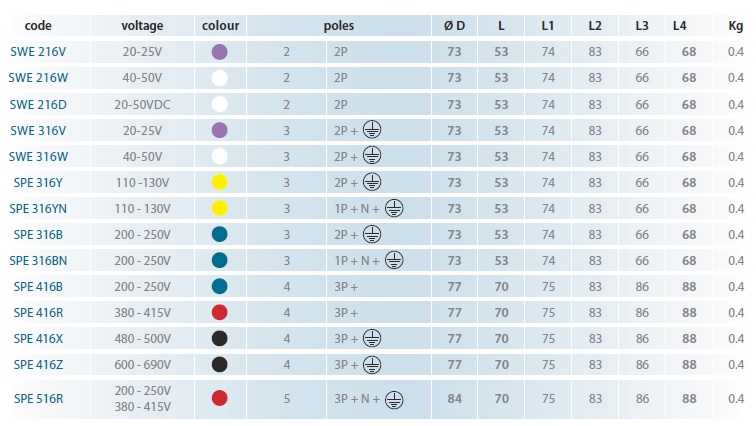 code voltage colour poles Ø D L L1 L2 L3 L4 Kg
SWE 216V 20-25V 2 2P 73 53 74 83 66 68 0.4
SWE 216W 40-50V 2 2P 73 53 74 83 66 68 0.4
SWE 216D 20-50VDC 2 2P 73 53 74 83 66 68 0.4
SWE 316V 20-25V 3 2P + 73 53 74 83 66 68 0.4
SWE 316W 40-50V 3 2P + 73 53 74 83 66 68 0.4
SPE 316Y 110 -130V 3 2P + 73 53 74 83 66 68 0.4
SPE 316YN 110 - 130V 3 1P + N + 73 53 74 83 66 68 0.4
SPE 316B 200 - 250V 3 2P + 73 53 74 83 66 68 0.4
SPE 316BN 200 - 250V 3 1P + N + 73 53 74 83 66 68 0.4
SPE 416B 200 - 250V 4 3P + 77 70 75 83 86 88 0.4
SPE 416R 380 - 415V 4 3P + 77 70 75 83 86 88 0.4
SPE 416X 480 - 500V 4 3P + 77 70 75 83 86 88 0.4
SPE 416Z 600 - 690V 4 3P + 77 70 75 83 86 88 0.4
SPE 516R 200 - 250V 5 3P + N + 84 70 75 83 86 88 0.4
380 - 415V